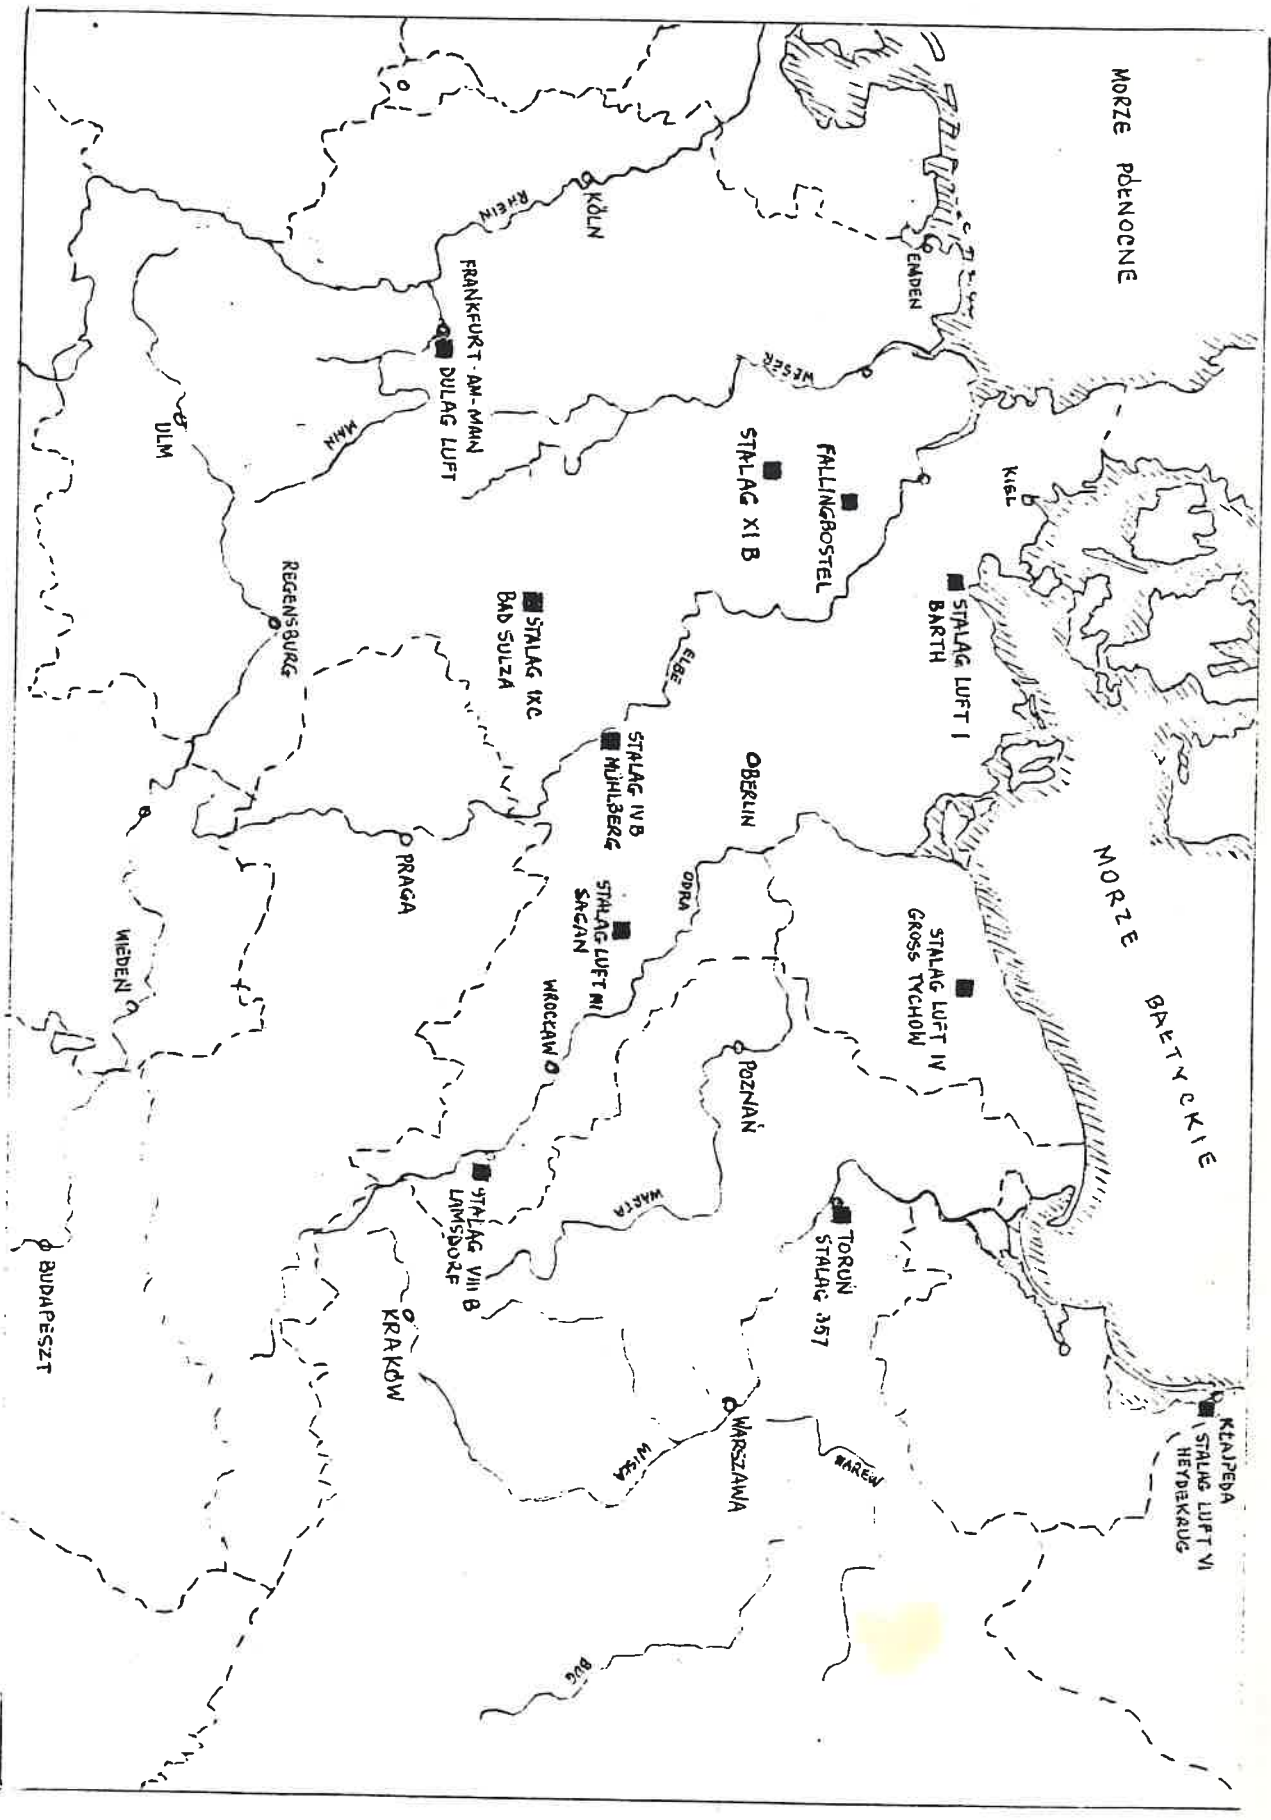 MORZE PÓŁNOCNE
MORZE
BAŁTYCKIE
KŁAJPEDA
STALAG LUFT VI
HEYDEKRUG
KIEL
EMDEN
STALAG LUFT I
BARTH
STALAG LUFT IV
GROSS TYCHOW
FALLINGBOSTEL
STALAG XI B
WESER
TORUŃ
STALAG 357
NAREW
BERLIN
POZNAŃ
WARSZAWA
ODRA
ELBE
WARTA
WISŁA
BUG
KÖLN
RHEIN
STALAG IV B
MÜHLBERG
STALAG LUFT III
SAGAN
WROCŁAW
STALAG IXC
BAD SULZA
FRANKFURT-AM-MAIN
DULAG LUFT
MAIN
STALAG VIII B
LAMSDORF
KRAKÓW
PRAGA
REGENSBURG
ULM
WIEDEN
BUDAPESZT